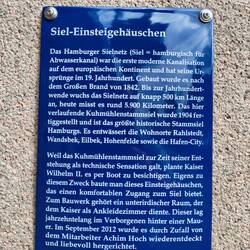 Siel-Einsteigehäuschen
Das Hamburger Sielnetz (Siel = hamburgisch für
Abwasserkanal) war die erste moderne Kanalisation
auf dem europäischen Kontinent und hat seine Ur-
sprünge im 19. Jahrhundert. Gebaut wurde es nach
dem Großen Brand von 1842. Bis zur Jahrhundert-
wende wuchs das Sielnetz auf knapp 500 km Länge
an, heute misst es rund 5.900 Kilometer. Das hier
verlaufende Kuhmühlenstammsiel wurde 1904 fer-
tiggestellt und ist das größte historische Stammsiel
Hamburgs. Es entwässert die Wohnorte Rahlstedt,
Wandsbek, Eilbek, Hohenfelde sowie die Hafen-City.
Weil das Kuhmühlenstammsiel zur Zeit seiner Ent-
stehung als technische Sensation galt, plante Kaiser
Wilhelm II. es per Boot zu besichtigen. Eigens zu
diesem Zweck baute man dieses Einsteigehäuschen,
das einen komfortablen Zugang zum Siel bietet.
Zum Bauwerk gehört ein unterirdischer Raum, der
dem Kaiser als Ankleidezimmer diente. Dieser lag
jahrzehntelang im Verborgenen hinter einer Mau-
er. Im September 2012 wurde es durch Zufall von
dem Mitarbeiter Achim Hoch wiederentdeckt
und liebevoll hergerichtet.